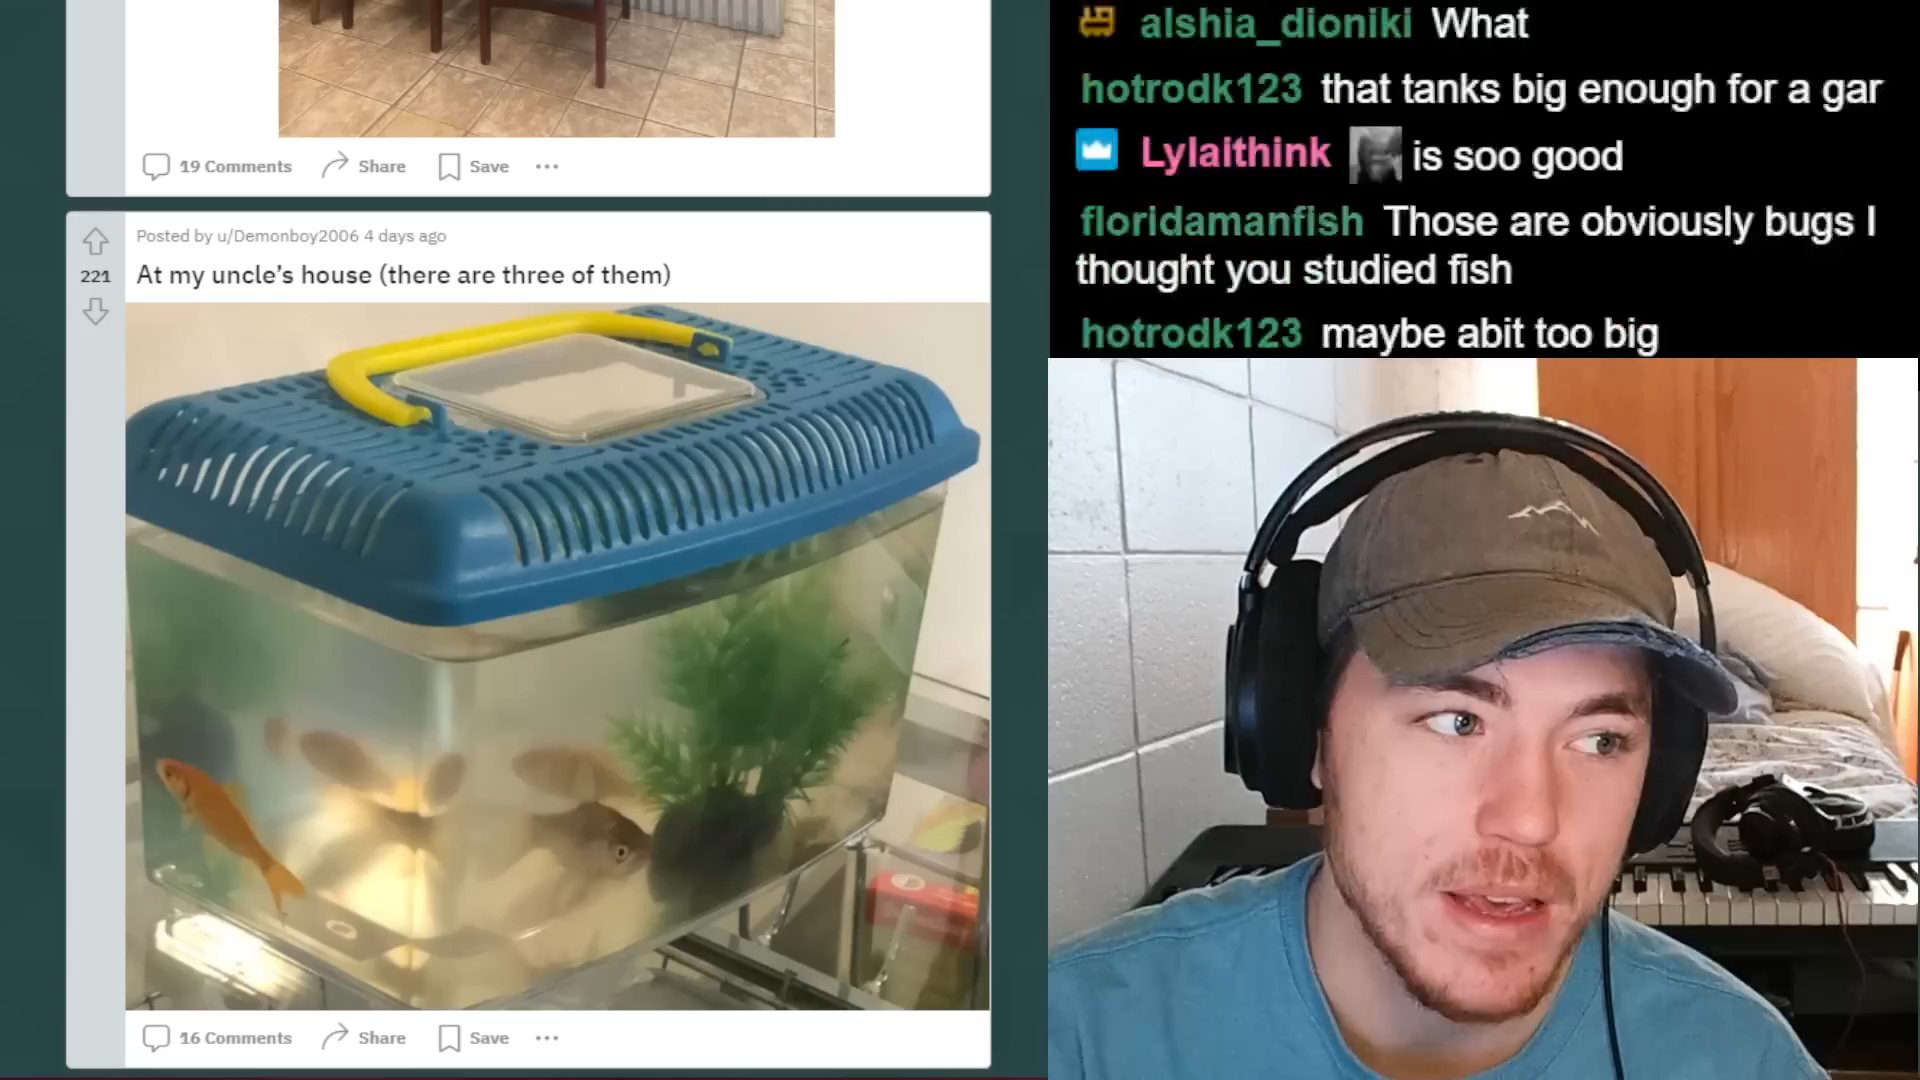 19 Comments Share Save
Posted by u/Demonboy2006 4 days ago
221
At my uncle's house (there are three of them)
16 Comments Share Save
alshia_dioniki What
hotrodk123 that tanks big enough for a gar
Lylaithink is soo good
floridamanfish Those are obviously bugs I
thought you studied fish
hotrodk123 maybe abit too big